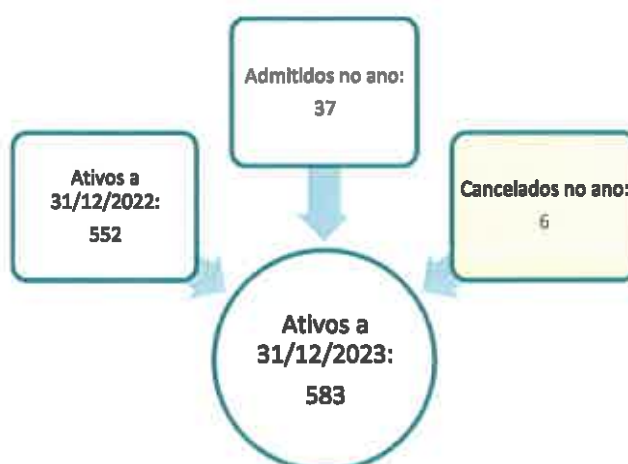 Admitidos no ano:
37
Ativos a
31/12/2022:
552
Cancelados no ano:
6
Ativos a
31/12/2023:
583